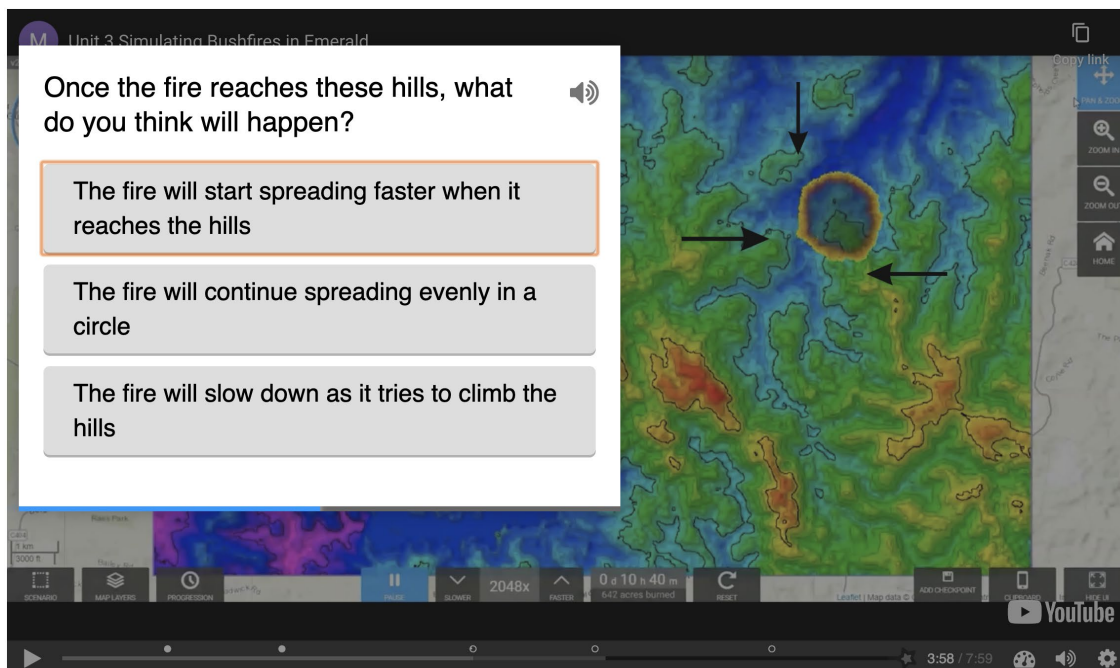 M
Unit 3 Simulating Bushfires in Emerald
Copy link
Once the fire reaches these hills, what
do you think will happen?
The fire will start spreading faster when it
reaches the hills
The fire will continue spreading evenly in a
circle
The fire will slow down as it tries to climb the
hills
PAN & ZOO
ZOOM IN
ZOOM OU
HOME
1 km
3000 ft
SCENARIO
MAP LAYERS
PROGRESSION
PAUSE
SLOWER
2048x
FASTER
0 d 10 h 40 m
642 acres burned
RESET
Leaflet | Map data ©
ADD CHECKPOINT
CLIPBOARD
HIDE UI
YouTube
3:58 / 7:59